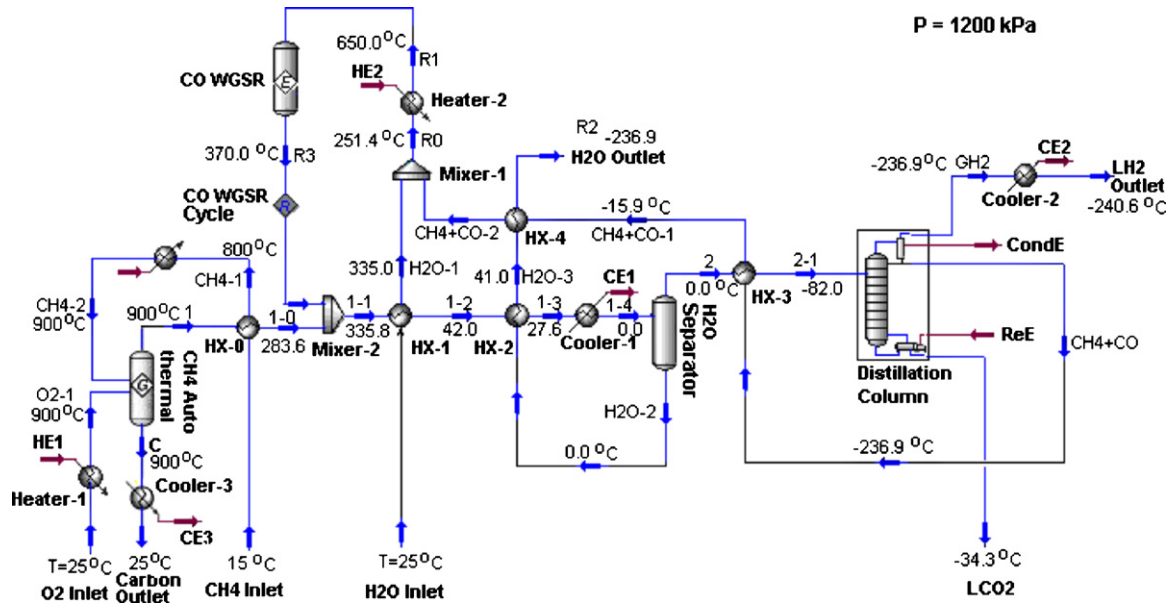 P = 1200 kPa
650.0 °C
R1
HE2
Heater-2
CO WGSR
E
251.4 °C
R0
R2
-236.9
H2O Outlet
370.0 °C
R3
Mixer-1
CO WGSR
Cycle
R
-236.9 °C
GH2
CE2
LH2
Outlet
-240.6 °C
Cooler-2
CondE
-15.9 °C
CH4+CO-2
HX-4
CH4+CO-1
800°C
CH4-1
335.0
H2O-1
41.0
H2O-3
CE1
2
0.0 °C
2-1
-82.0
HX-3
CH4-2
900°C
900°C 1
1-0
283.6
HX-0
Mixer-2
1-1
335.8
HX-1
1-2
42.0
HX-2
1-3
27.6
Cooler-1
1-4
0.0
H2O
Separator
ReE
CH4+CO
Distillation
Column
G
CH4 Auto
thermal
O2-1
900°C
H2O-2
0.0 °C
-236.9 °C
HE1
Heater-1
C
900°C
Cooler-3
CE3
T=25°C
O2 Inlet
25°C
Carbon
Outlet
15 °C
CH4 Inlet
T=25°C
H2O Inlet
-34.3°C
LCO2